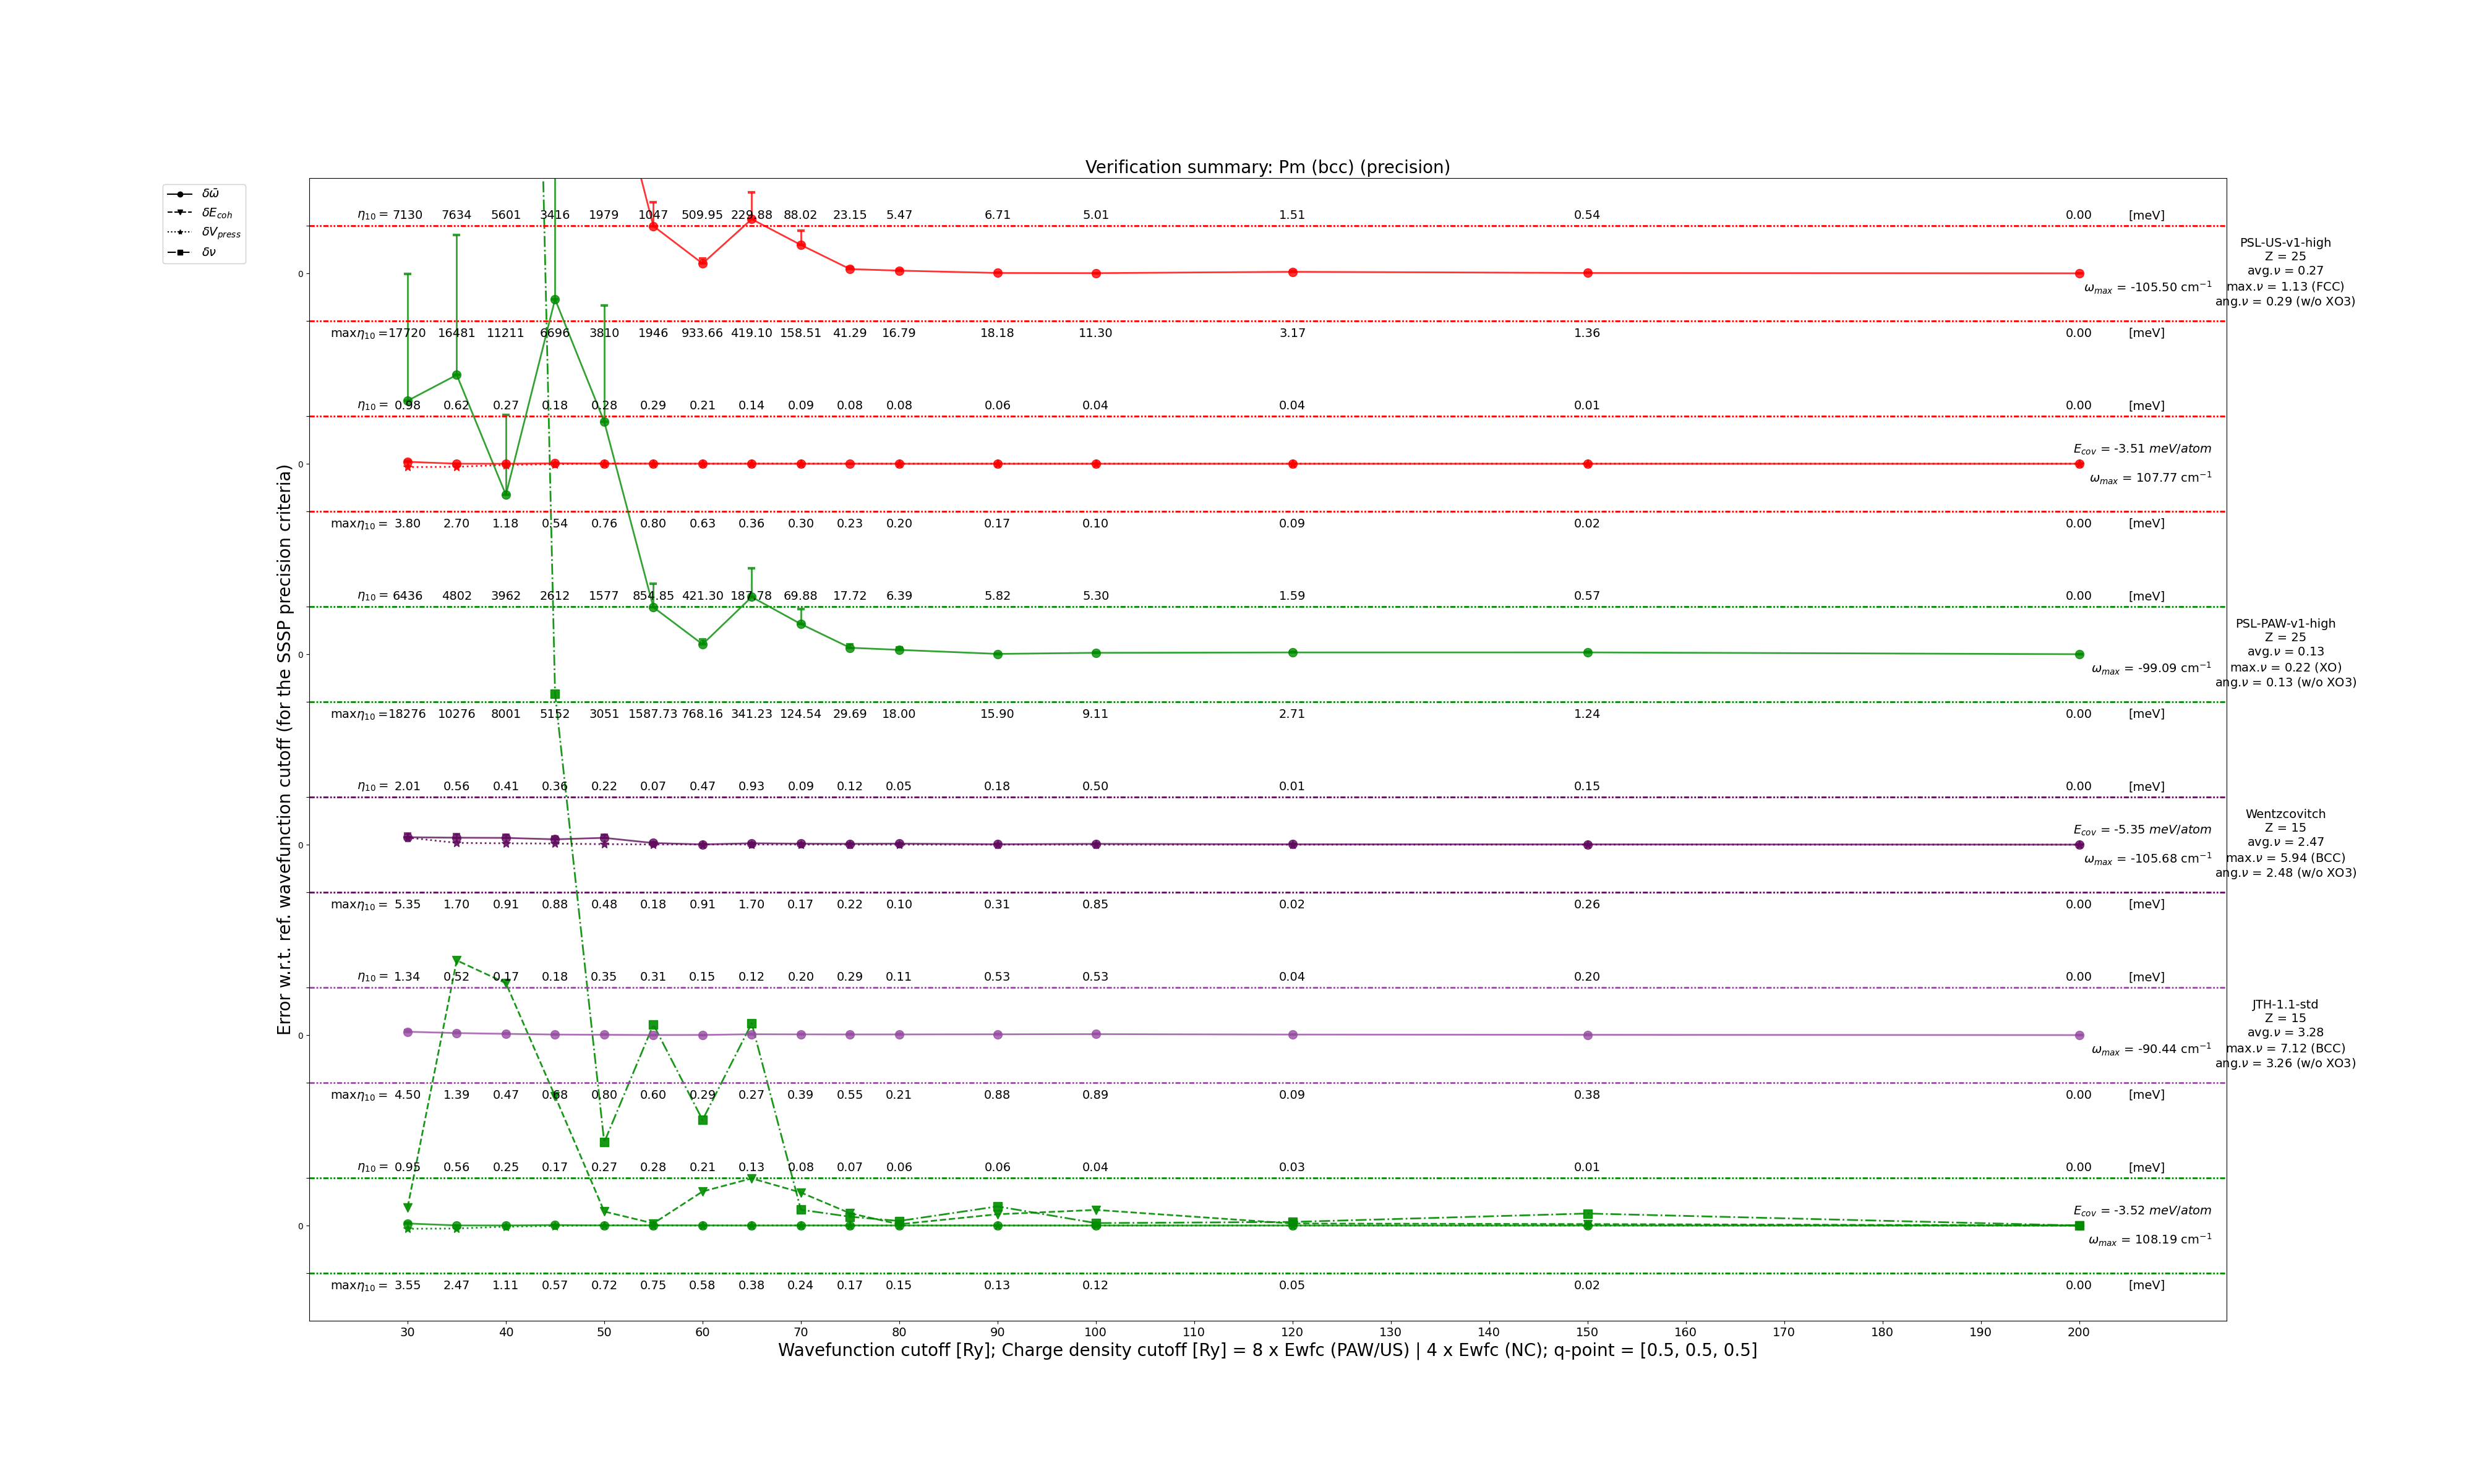 Verification summary: Pm (bcc) (precision)
δω̄
δE_coh
δV_press
δν
Error w.r.t. ref. wavefunction cutoff (for the SSSP precision criteria)
η₁₀ = 7130 7634 5601 3416 1979 1047 509.95 229.88 88.02 23.15 5.47 6.71 5.01 1.51 0.54 0.00 [meV]
PSL-US-v1-high
Z = 25
avg.ν = 0.27
0
ω_max = -105.50 cm⁻¹
max.ν = 1.13 (FCC)
ang.ν = 0.29 (w/o XO3)
maxη₁₀ = 17720 16481 11211 6696 3810 1946 933.66 419.10 158.51 41.29 16.79 18.18 11.30 3.17 1.36 0.00 [meV]
η₁₀ = 0.98 0.62 0.27 0.18 0.28 0.29 0.21 0.14 0.09 0.08 0.08 0.06 0.04 0.04 0.01 0.00 [meV]
E_cov = -3.51 meV/atom
0
ω_max = 107.77 cm⁻¹
maxη₁₀ = 3.80 2.70 1.18 0.54 0.76 0.80 0.63 0.36 0.30 0.23 0.20 0.17 0.10 0.09 0.02 0.00 [meV]
η₁₀ = 6436 4802 3962 2612 1577 854.85 421.30 187.78 69.88 17.72 6.39 5.82 5.30 1.59 0.57 0.00 [meV]
PSL-PAW-v1-high
Z = 25
avg.ν = 0.13
0
ω_max = -99.09 cm⁻¹
max.ν = 0.22 (XO)
ang.ν = 0.13 (w/o XO3)
maxη₁₀ = 18276 10276 8001 5152 3051 1587.73 768.16 341.23 124.54 29.69 18.00 15.90 9.11 2.71 1.24 0.00 [meV]
η₁₀ = 2.01 0.56 0.41 0.36 0.22 0.07 0.47 0.93 0.09 0.12 0.05 0.18 0.50 0.01 0.15 0.00 [meV]
Wentzcovitch
Z = 15
E_cov = -5.35 meV/atom
avg.ν = 2.47
0
ω_max = -105.68 cm⁻¹
max.ν = 5.94 (BCC)
ang.ν = 2.48 (w/o XO3)
maxη₁₀ = 5.35 1.70 0.91 0.88 0.48 0.18 0.91 1.70 0.17 0.22 0.10 0.31 0.85 0.02 0.26 0.00 [meV]
η₁₀ = 1.34 0.52 0.17 0.18 0.35 0.31 0.15 0.12 0.20 0.29 0.11 0.53 0.53 0.04 0.20 0.00 [meV]
JTH-1.1-std
Z = 15
avg.ν = 3.28
0
ω_max = -90.44 cm⁻¹
max.ν = 7.12 (BCC)
ang.ν = 3.26 (w/o XO3)
maxη₁₀ = 4.50 1.39 0.47 0.68 0.80 0.60 0.29 0.27 0.39 0.55 0.21 0.88 0.89 0.09 0.38 0.00 [meV]
η₁₀ = 0.95 0.56 0.25 0.17 0.27 0.28 0.21 0.13 0.08 0.07 0.06 0.06 0.04 0.03 0.01 0.00 [meV]
E_cov = -3.52 meV/atom
0
ω_max = 108.19 cm⁻¹
maxη₁₀ = 3.55 2.47 1.11 0.57 0.72 0.75 0.58 0.38 0.24 0.17 0.15 0.13 0.12 0.05 0.02 0.00 [meV]
30 40 50 60 70 80 90 100 110 120 130 140 150 160 170 180 190 200
Wavefunction cutoff [Ry]; Charge density cutoff [Ry] = 8 x Ewfc (PAW/US) | 4 x Ewfc (NC); q-point = [0.5, 0.5, 0.5]